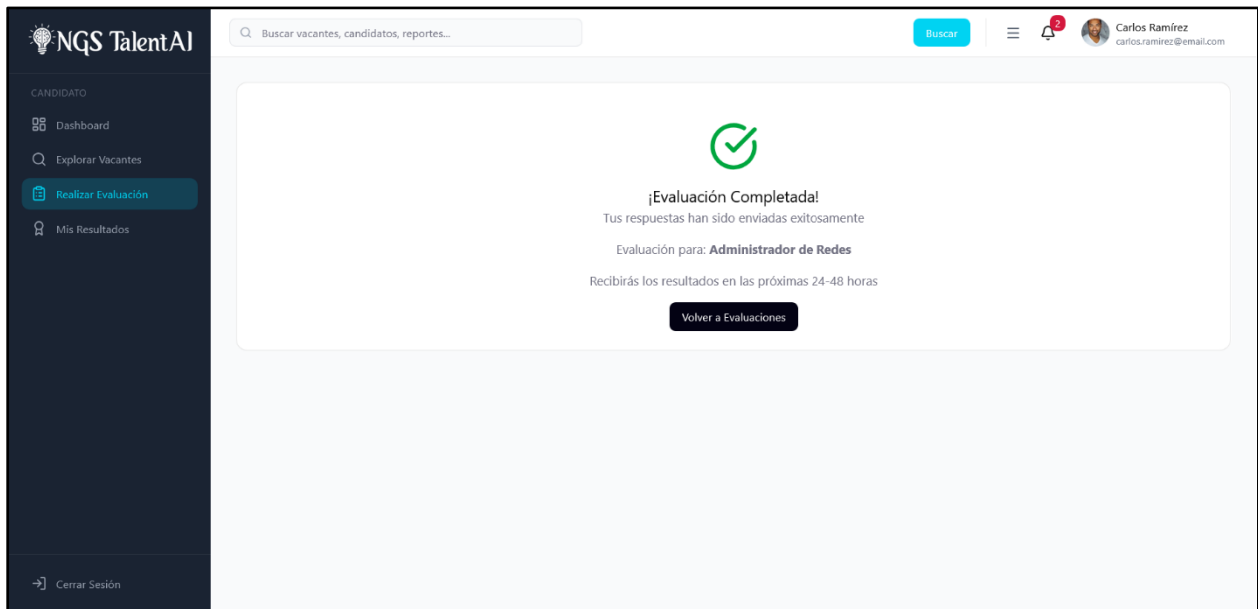 NGS TalentAI
Buscar vacantes, candidatos, reportes...
Buscar
2
Carlos Ramírez
carlos.ramirez@email.com
CANDIDATO
Dashboard
Explorar Vacantes
Realizar Evaluación
Mis Resultados
Cerrar Sesión
¡Evaluación Completada!
Tus respuestas han sido enviadas exitosamente
Evaluación para: Administrador de Redes
Recibirás los resultados en las próximas 24-48 horas
Volver a Evaluaciones